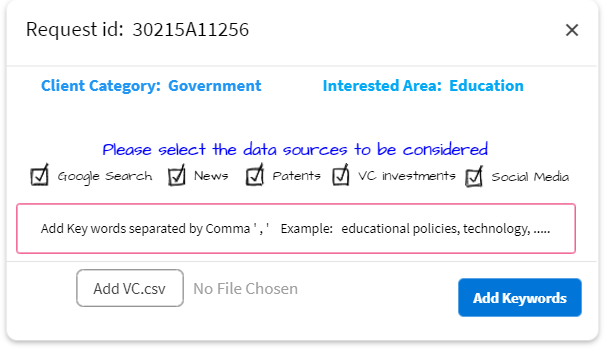 Request id: 30215A11256 ×
Client Category: Government Interested Area: Education
Please select the data sources to be considered
Google Search News Patents VC investments Social Media
Add Key words separated by Comma ' , ' Example: educational policies, technology, .....
Add VC.csv No File Chosen Add Keywords